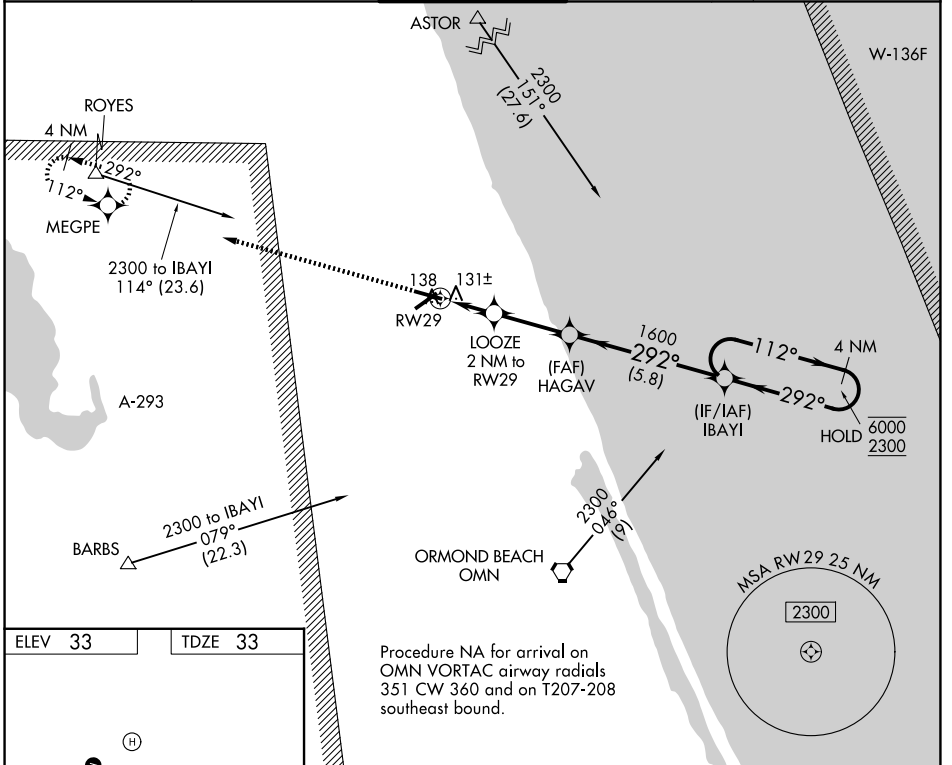 ASTOR
2300
151°
(27.6)
W-136F
ROYES
4 NM
292°
112°
MEGPE
2300 to IBAYI
114° (23.6)
138
131±
RW29
LOOZE
2 NM to
RW29
(FAF)
HAGAV
1600
292°
(5.8)
112°
4 NM
292°
(IF/IAF)
IBAYI
HOLD
6000
2300
A-293
2300 to IBAYI
079°
(22.3)
BARBS
2300
046°
(9)
ORMOND BEACH
OMN
MSA RW29 25 NM
2300
ELEV 33
TDZE 33
Procedure NA for arrival on
OMN VORTAC airway radials
351 CW 360 and on T207-208
southeast bound.
H